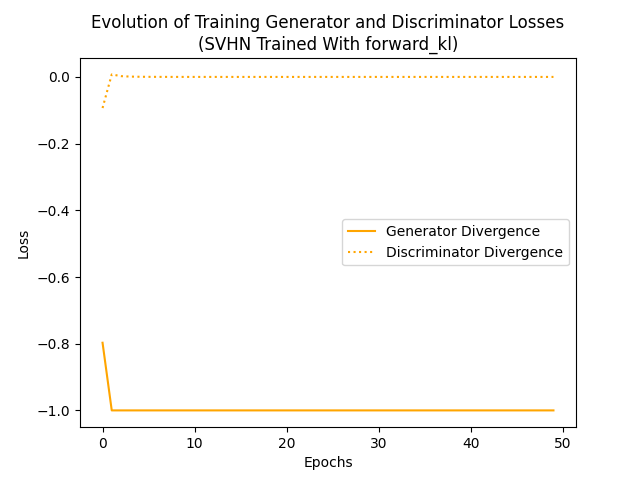 Evolution of Training Generator and Discriminator Losses
(SVHN Trained With forward_kl)
0.0
−0.2
−0.4
−0.6
−0.8
−1.0
Loss
Generator Divergence
Discriminator Divergence
0 10 20 30 40 50
Epochs